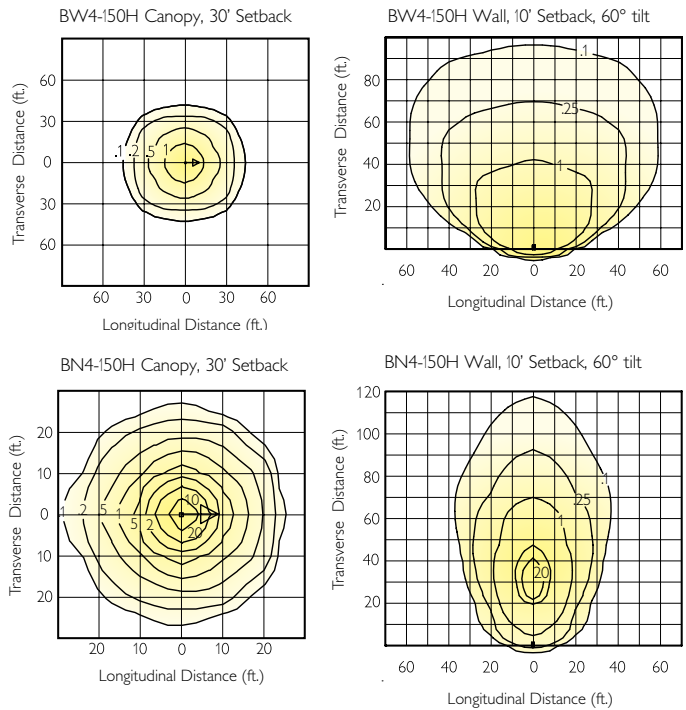 BW4-150H Canopy, 30' Setback
Transverse Distance (ft.)
60
30
0
30
60
.1 .2 .5 1
60 30 0 30 60
Longitudinal Distance (ft.)
BW4-150H Wall, 10' Setback, 60° tilt
Transverse Distance (ft.)
80
60
40
20
.1
.25
1
60 40 20 0 20 40 60
Longitudinal Distance (ft.)
BN4-150H Canopy, 30' Setback
Transverse Distance (ft.)
20
10
0
10
20
.1 .2 .5 1 .5 2
10
20
20 10 0 10 20
Longitudinal Distance (ft.)
BN4-150H Wall, 10' Setback, 60° tilt
Transverse Distance (ft.)
120
100
80
60
40
20
.1
.25
1
20
60 40 20 0 20 40 60
Longitudinal Distance (ft.)